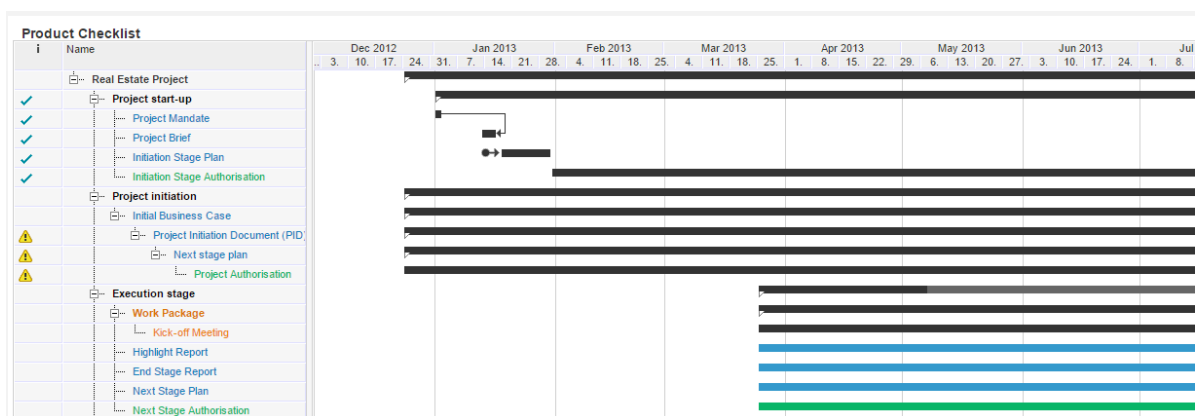 Product Checklist
i Name Dec 2012 Jan 2013 Feb 2013 Mar 2013 Apr 2013 May 2013 Jun 2013 Jul
.. 3. 10. 17. 24. 31. 7. 14. 21. 28. 4. 11. 18. 25. 4. 11. 18. 25. 1. 8. 15. 22. 29. 6. 13. 20. 27. 3. 10. 17. 24. 1. 8.
Real Estate Project
Project start-up
Project Mandate
Project Brief
Initiation Stage Plan
Initiation Stage Authorisation
Project initiation
Initial Business Case
Project Initiation Document (PID)
Next stage plan
Project Authorisation
Execution stage
Work Package
Kick-off Meeting
Highlight Report
End Stage Report
Next Stage Plan
Next Stage Authorisation